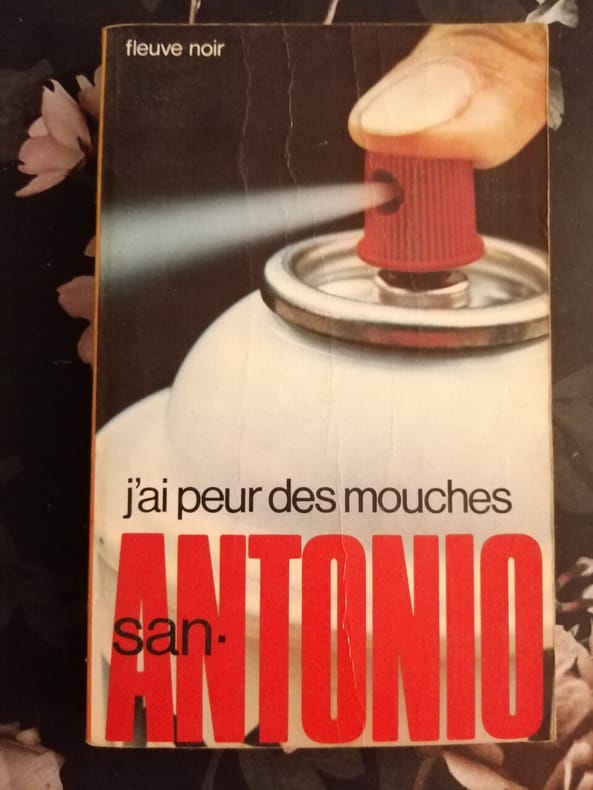 fleuve noir
j'ai peur des mouches
san-
ANTONIO